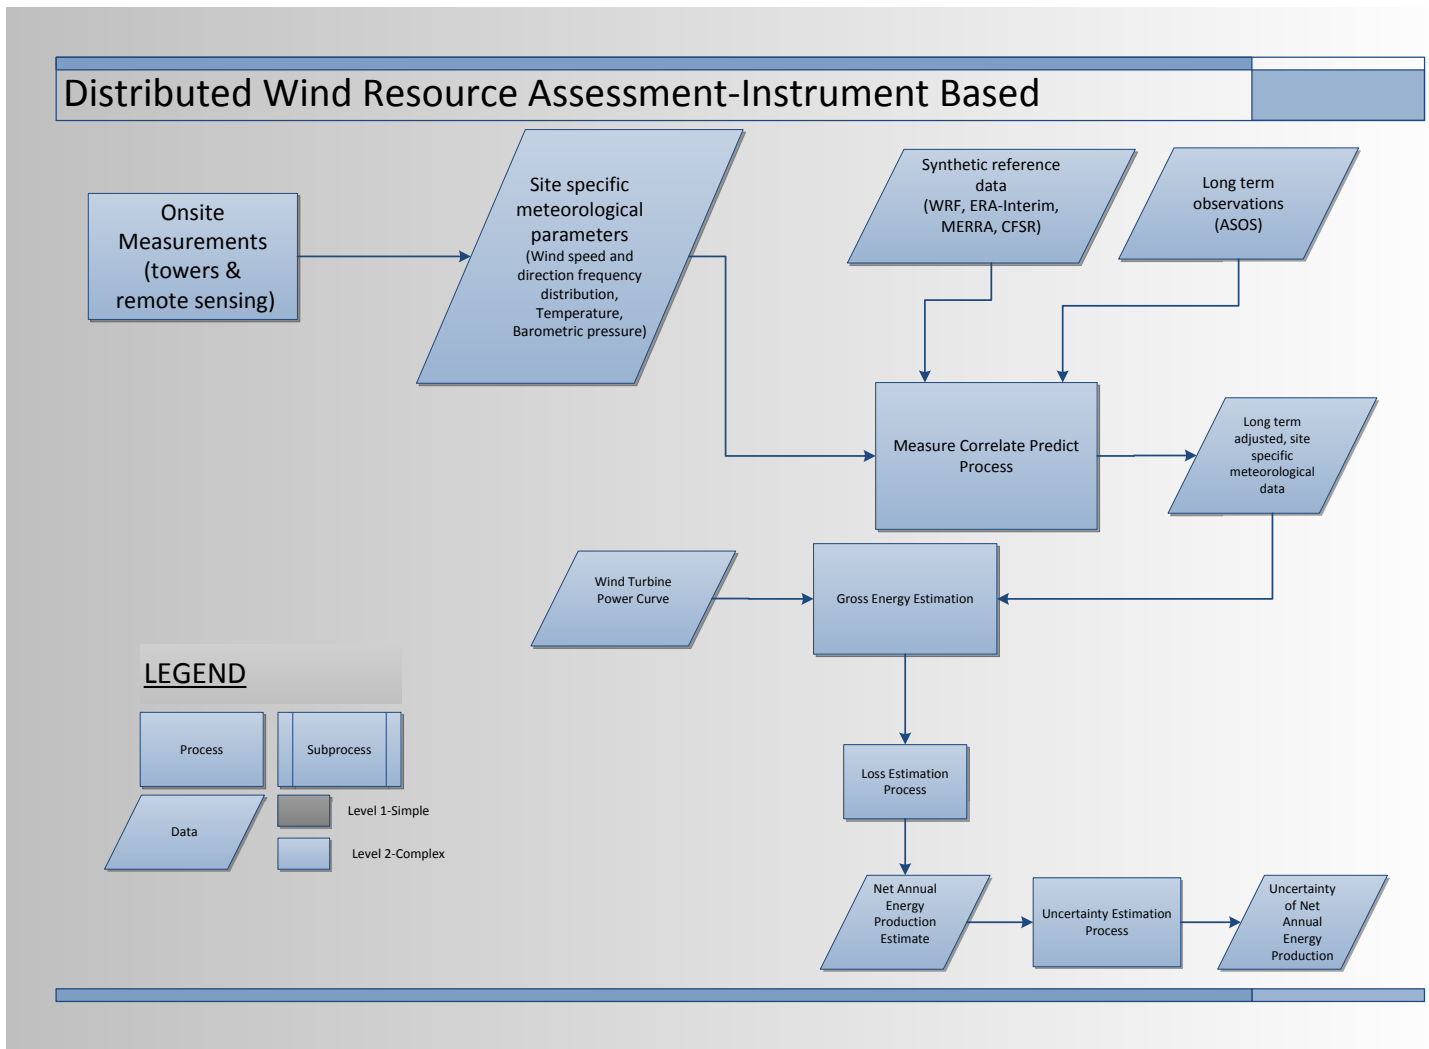 Distributed Wind Resource Assessment-Instrument Based
Onsite
Measurements
(towers &
remote sensing)
Site specific
meteorological
parameters
(Wind speed and
direction frequency
distribution,
Temperature,
Barometric pressure)
Synthetic reference
data
(WRF, ERA-Interim,
MERRA, CFSR)
Long term
observations
(ASOS)
Measure Correlate Predict
Process
Long term
adjusted, site
specific
meteorological
data
Wind Turbine
Power Curve
Gross Energy Estimation
LEGEND
Process
Subprocess
Data
Level 1-Simple
Level 2-Complex
Loss Estimation
Process
Net Annual
Energy
Production
Estimate
Uncertainty Estimation
Process
Uncertainty
of Net
Annual
Energy
Production